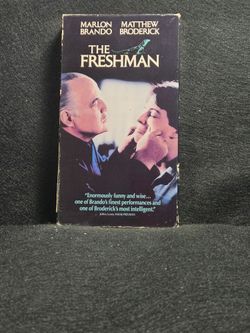 MARLON MATTHEW
BRANDO BRODERICK
THE
FRESHMAN
"Enormously funny and wise...
one of Brando's finest performances and
one of Broderick's most intelligent."